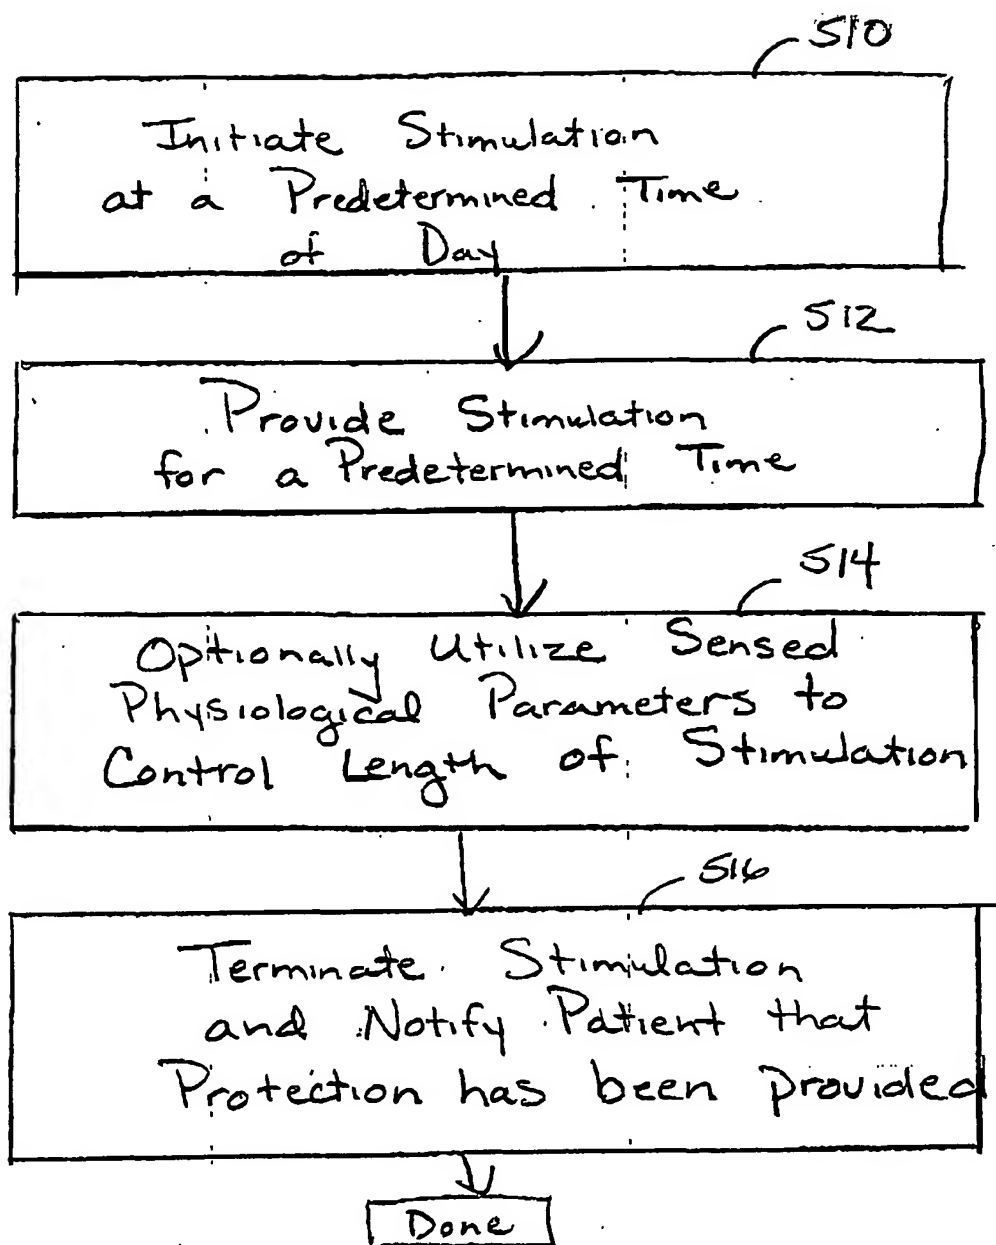 510
Initiate Stimulation
at a Predetermined Time
of Day
512
Provide Stimulation
for a Predetermined Time
514
Optionally Utilize Sensed
Physiological Parameters to
Control Length of Stimulation
516
Terminate Stimulation
and Notify Patient that
Protection has been provided
Done